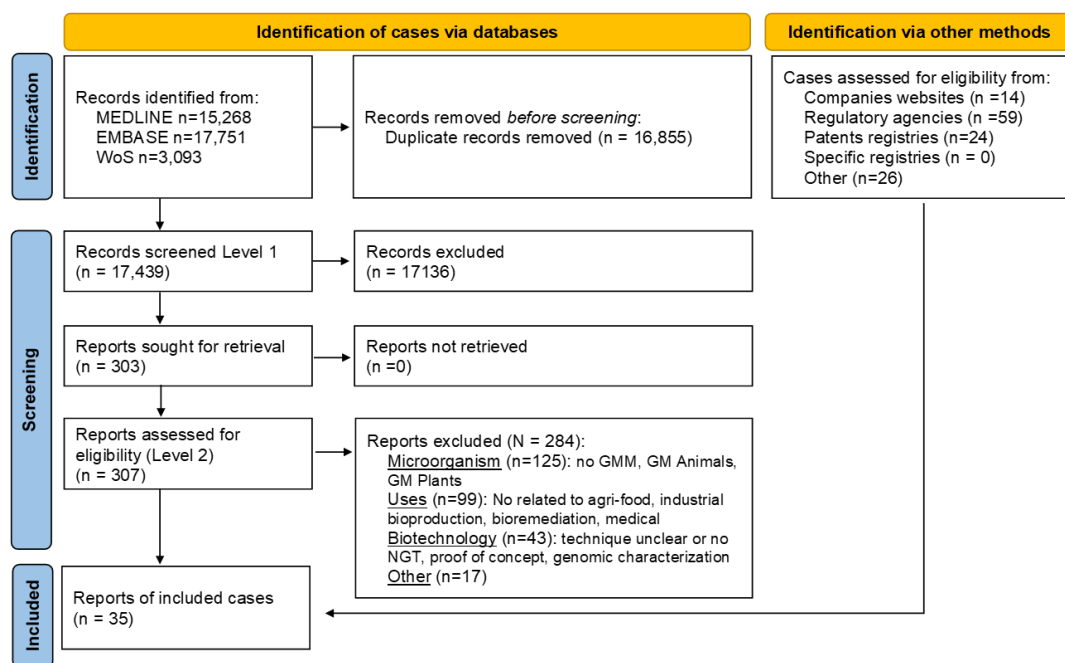 Identification of cases via databases
Identification via other methods
Identification
Records identified from:
MEDLINE n=15,268
EMBASE n=17,751
WoS n=3,093
Records removed before screening:
Duplicate records removed (n = 16,855)
Cases assessed for eligibility from:
Companies websites (n =14)
Regulatory agencies (n =59)
Patents registries (n=24)
Specific registries (n = 0)
Other (n=26)
Screening
Records screened Level 1
(n = 17,439)
Records excluded
(n = 17136)
Reports sought for retrieval
(n = 303)
Reports not retrieved
(n =0)
Reports assessed for
eligibility (Level 2)
(n = 307)
Reports excluded (N = 284):
Microorganism (n=125): no GMM, GM Animals,
GM Plants
Uses (n=99): No related to agri-food, industrial
bioproduction, bioremediation, medical
Biotechnology (n=43): technique unclear or no
NGT, proof of concept, genomic characterization
Other (n=17)
Included
Reports of included cases
(n = 35)